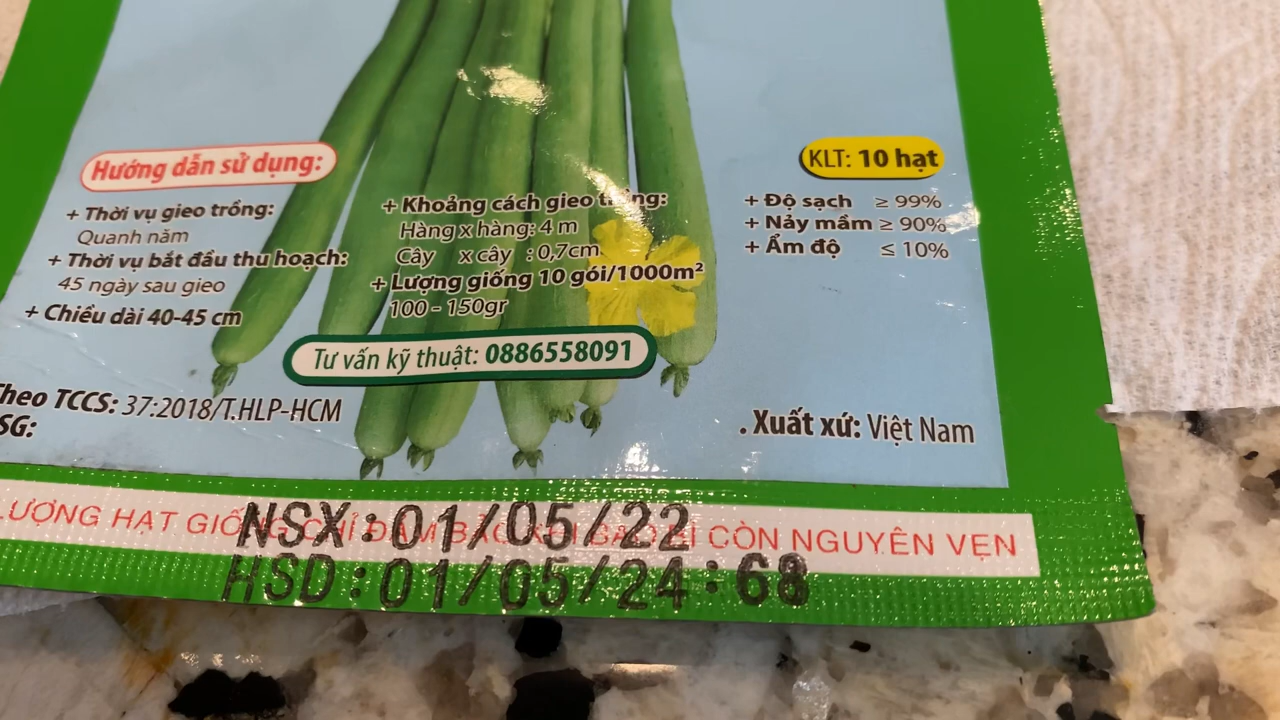 Hướng dẫn sử dụng:
+ Thời vụ gieo trồng:
Quanh năm
+ Thời vụ bắt đầu thu hoạch:
45 ngày sau gieo
+ Chiều dài 40-45 cm
+ Khoảng cách gieo trồng:
Hàng x hàng: 4 m
Cây x cây : 0,7cm
+ Lượng giống 10 gói/1000m²
100 - 150gr
KLT: 10 hạt
+ Độ sạch ≥ 99%
+ Nảy mầm ≥ 90%
+ Ẩm độ ≤ 10%
Tư vấn kỹ thuật: 0886558091
Theo TCCS: 37:2018/T.HLP-HCM
SG:
. Xuất xứ: Việt Nam
LƯỢNG HẠT GIỐNG CHỈ ĐẢM BẢO KHI BAO BÌ CÒN NGUYÊN VẸN
NSX:01/05/22
HSD:01/05/24:68